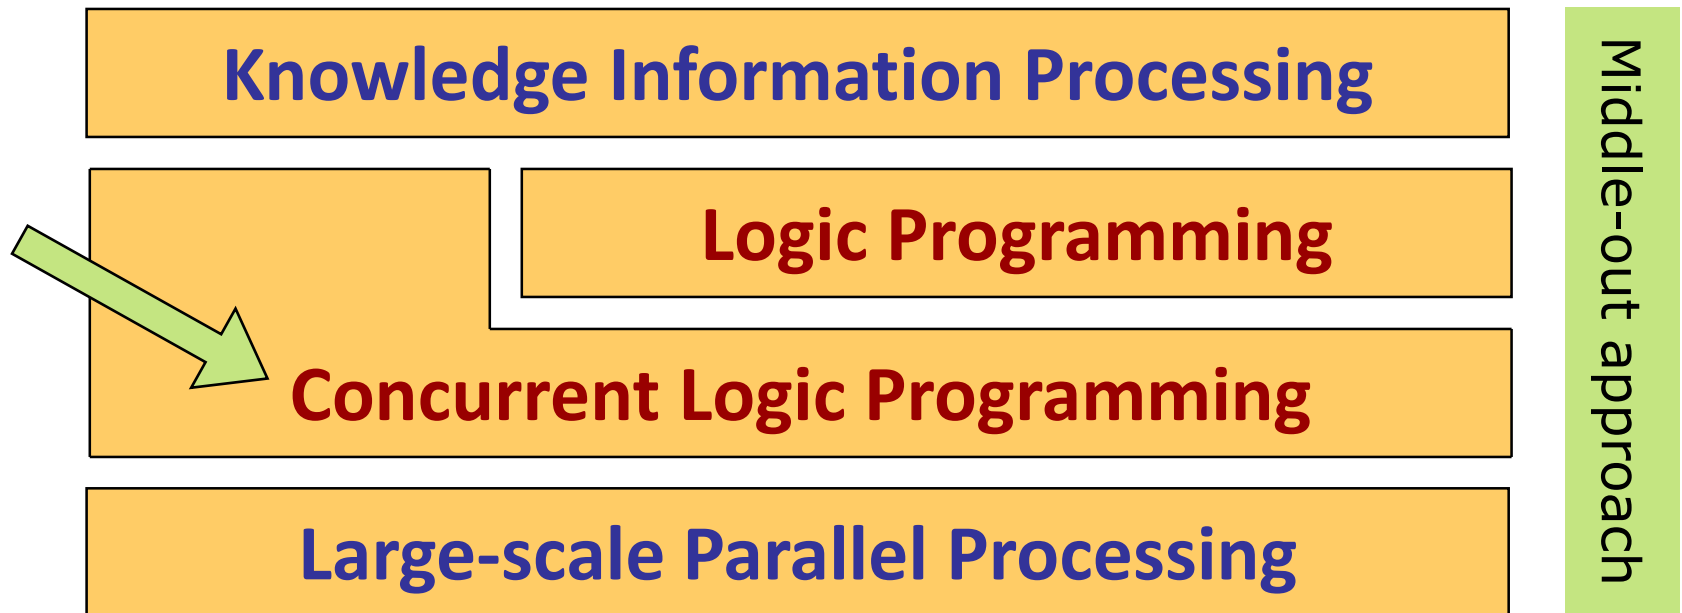 Knowledge Information Processing
Logic Programming
Concurrent Logic Programming
Large-scale Parallel Processing
Middle-out approach